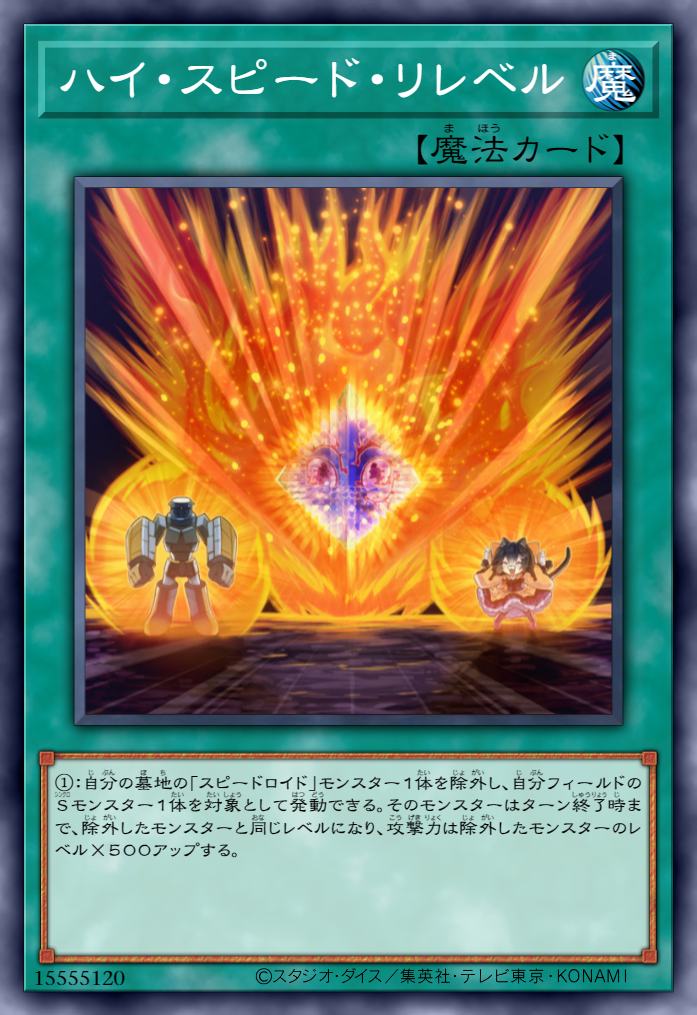 ハイ・スピード・リレベル 魔
【魔法カード】
①:自分の墓地の「スピードロイド」モンスター1体を除外し、自分フィールドの
Sモンスター1体を対象として発動できる。そのモンスターはターン終了時ま
で、除外したモンスターと同じレベルになり、攻撃力は除外したモンスターのレ
ベル×500アップする。
15555120 ©スタジオ・ダイス/集英社・テレビ東京・KONAMI